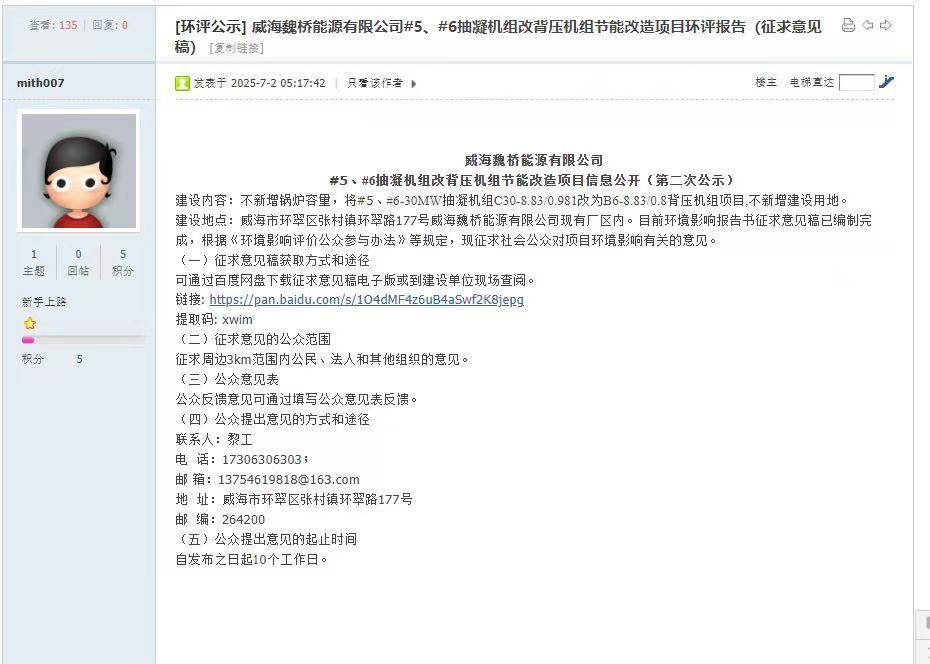 查看: 135 | 回复: 0
[环评公示] 威海魏桥能源有限公司#5、#6抽凝机组改背压机组节能改造项目环评报告（征求意见
稿） [复制链接]
mith007
发表于 2025-7-2 05:17:42 | 只看该作者
楼主 电梯直达
1 0 5
主题 回帖 积分
新手上路
积分 5
威海魏桥能源有限公司
#5、#6抽凝机组改背压机组节能改造项目信息公开（第二次公示）
建设内容：不新增锅炉容量，将#5、#6-30MW抽凝机组C30-8.83/0.981改为B6-8.83/0.8背压机组项目,不新增建设用地。
建设地点：威海市环翠区张村镇环翠路177号威海魏桥能源有限公司现有厂区内。目前环境影响报告书征求意见稿已编制完
成，根据《环境影响评价公众参与办法》等规定，现征求社会公众对项目环境影响有关的意见。
（一）征求意见稿获取方式和途径
可通过百度网盘下载征求意见稿电子版或到建设单位现场查阅。
链接: https://pan.baidu.com/s/1O4dMF4z6uB4aSwf2K8jepg
提取码: xwim
（二）征求意见的公众范围
征求周边3km范围内公民、法人和其他组织的意见。
（三）公众意见表
公众反馈意见可通过填写公众意见表反馈。
（四）公众提出意见的方式和途径
联系人：黎工
电 话：17306306303；
邮 箱：13754619818@163.com
地 址：威海市环翠区张村镇环翠路177号
邮 编：264200
（五）公众提出意见的起止时间
自发布之日起10个工作日。